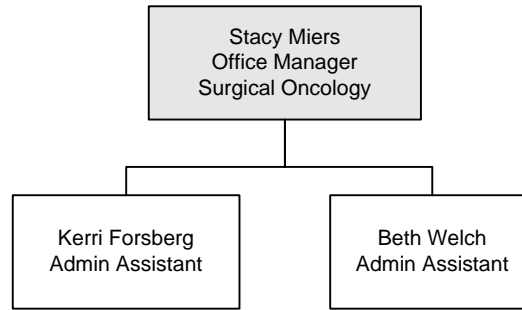 Stacy Miers
Office Manager
Surgical Oncology
Kerri Forsberg
Admin Assistant
Beth Welch
Admin Assistant